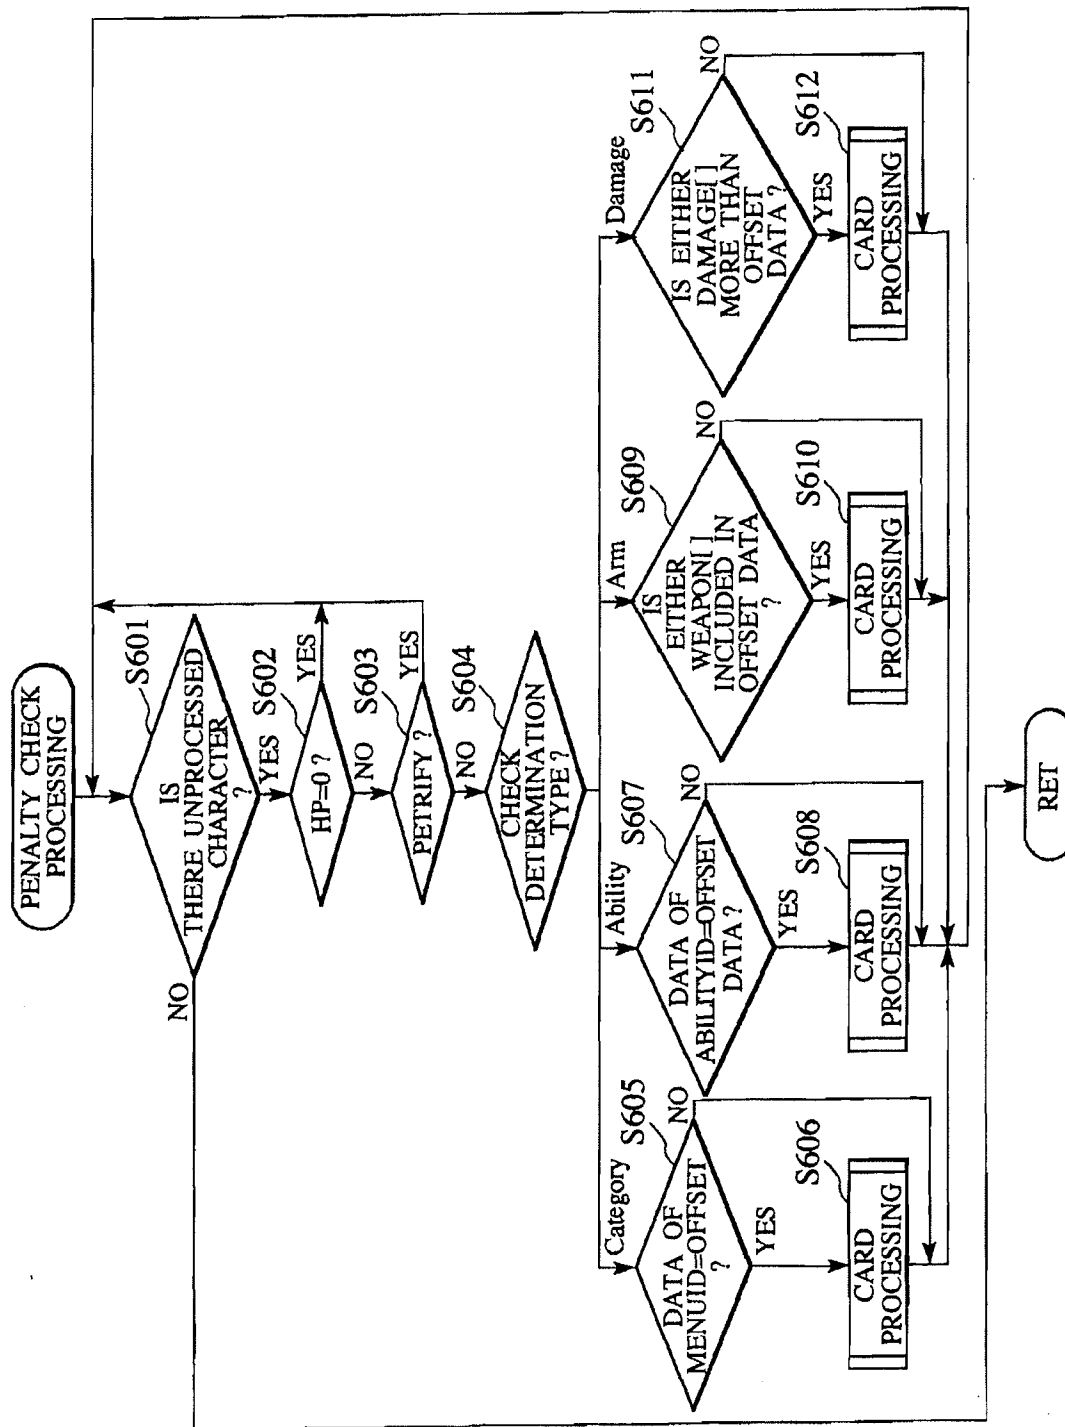 PENALTY CHECK
PROCESSING
S601
IS
THERE UNPROCESSED
CHARACTER
?
NO
YES
S602
HP=0 ?
YES
NO
S603
PETRIFY ?
YES
NO
S604
CHECK
DETERMINATION
TYPE ?
Category
S605
DATA OF
MENUID=OFFSET
?
NO
YES
S606
CARD
PROCESSING
Ability
S607
DATA OF
ABILITYID=OFFSET
DATA ?
NO
YES
S608
CARD
PROCESSING
Arm
S609
IS
EITHER
WEAPON[ ]
INCLUDED IN
OFFSET DATA
?
NO
YES
S610
CARD
PROCESSING
Damage
S611
IS EITHER
DAMAGE[ ]
MORE THAN
OFFSET
DATA ?
NO
YES
S612
CARD
PROCESSING
RET